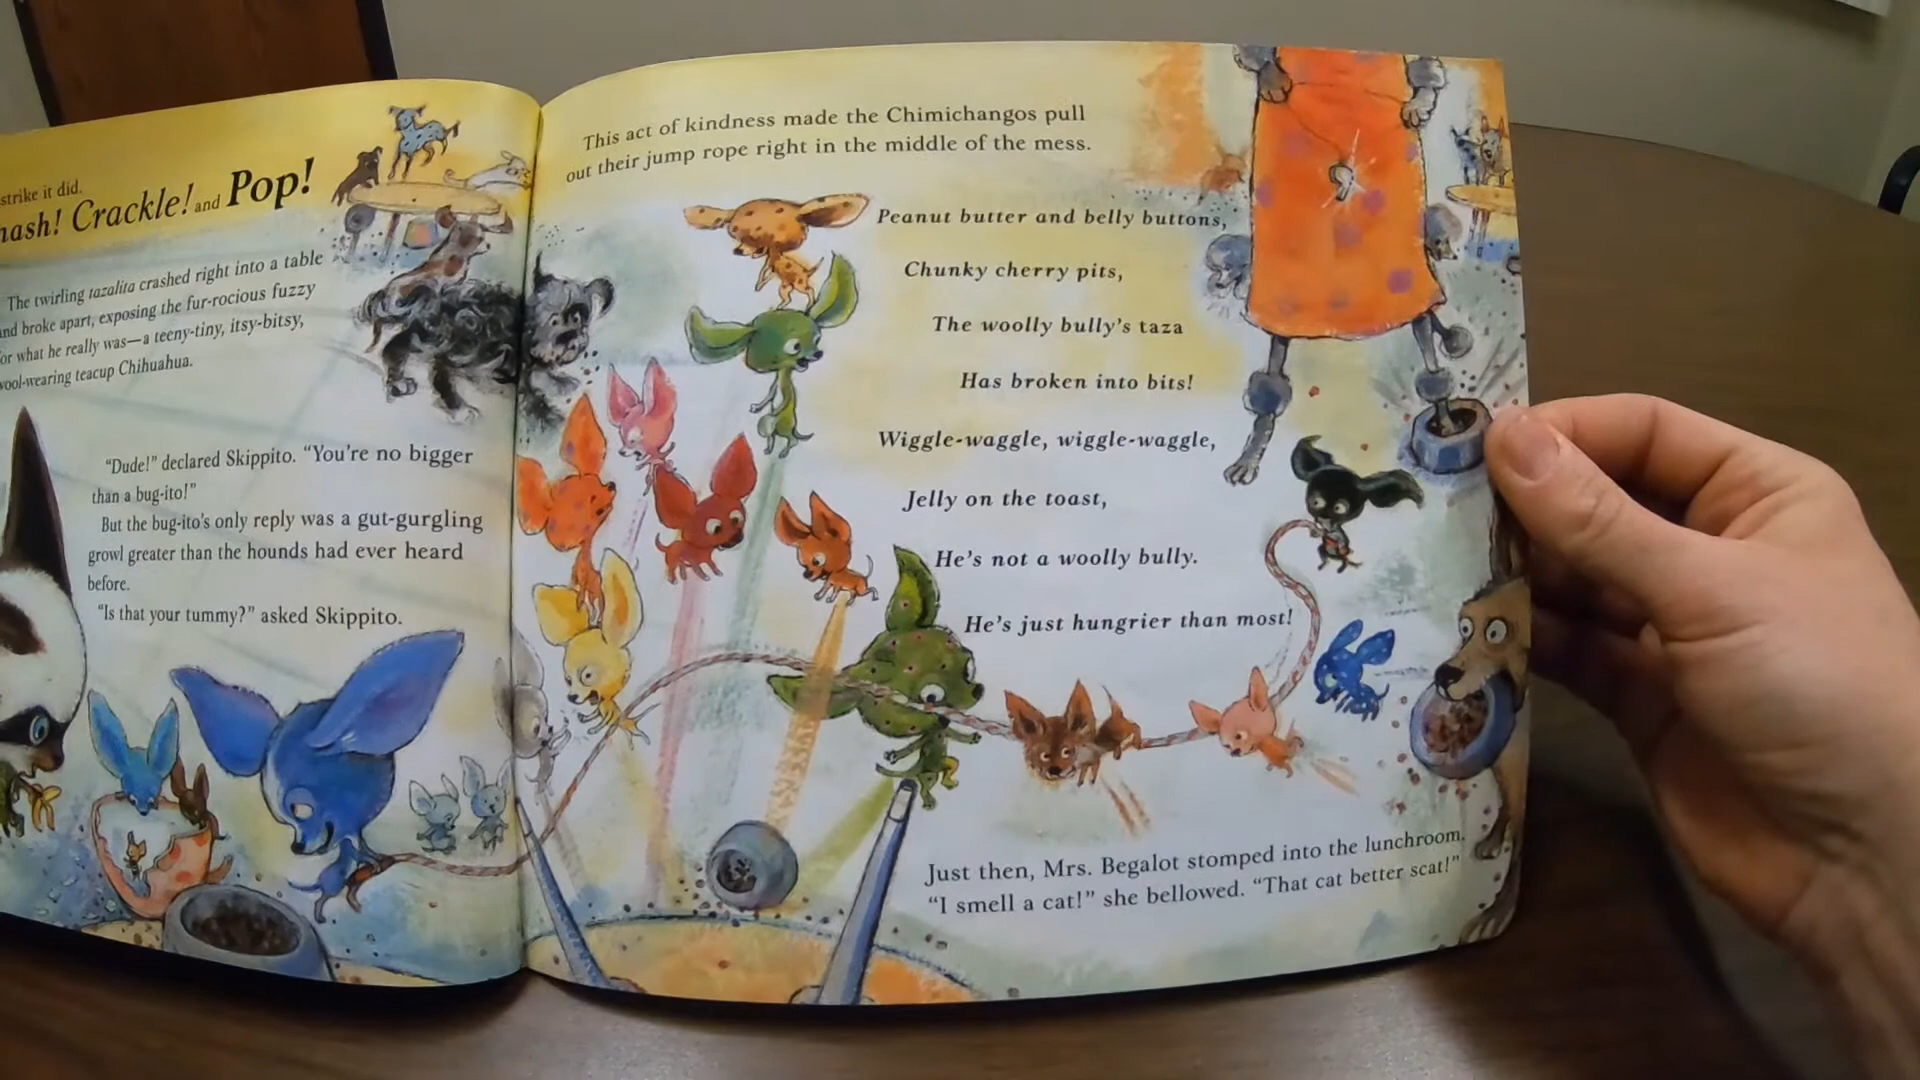 strike it did.
Crackle! and Pop!
The twirling tazalita crashed right into a table
and broke apart, exposing the fur-rocious fuzzy
for what he really was—a teeny-tiny, itsy-bitsy,
wool-wearing teacup Chihuahua.
“Dude!” declared Skippito. “You're no bigger
than a bug-ito!”
But the bug-ito's only reply was a gut-gurgling
growl greater than the hounds had ever heard
before.
“Is that your tummy?” asked Skippito.
This act of kindness made the Chimichangos pull
out their jump rope right in the middle of the mess.
Peanut butter and belly buttons,
Chunky cherry pits,
The woolly bully's taza
Has broken into bits!
Wiggle-waggle, wiggle-waggle,
Jelly on the toast,
He's not a woolly bully.
He's just hungrier than most!
Just then, Mrs. Begalot stomped into the lunchroom.
“I smell a cat!” she bellowed. “That cat better scat!”